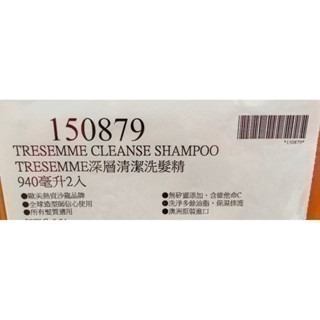 150879
*150879*
TRESEMME CLEANSE SHAMPOO
TRESEMME深層清潔洗髮精
940毫升2入
●歐美熱賣沙龍品牌
●全球造型師信心使用
●所有髮質適用
●無矽靈添加、含維他命C
●洗淨多餘油脂、保濕修護
●澳洲原裝進口